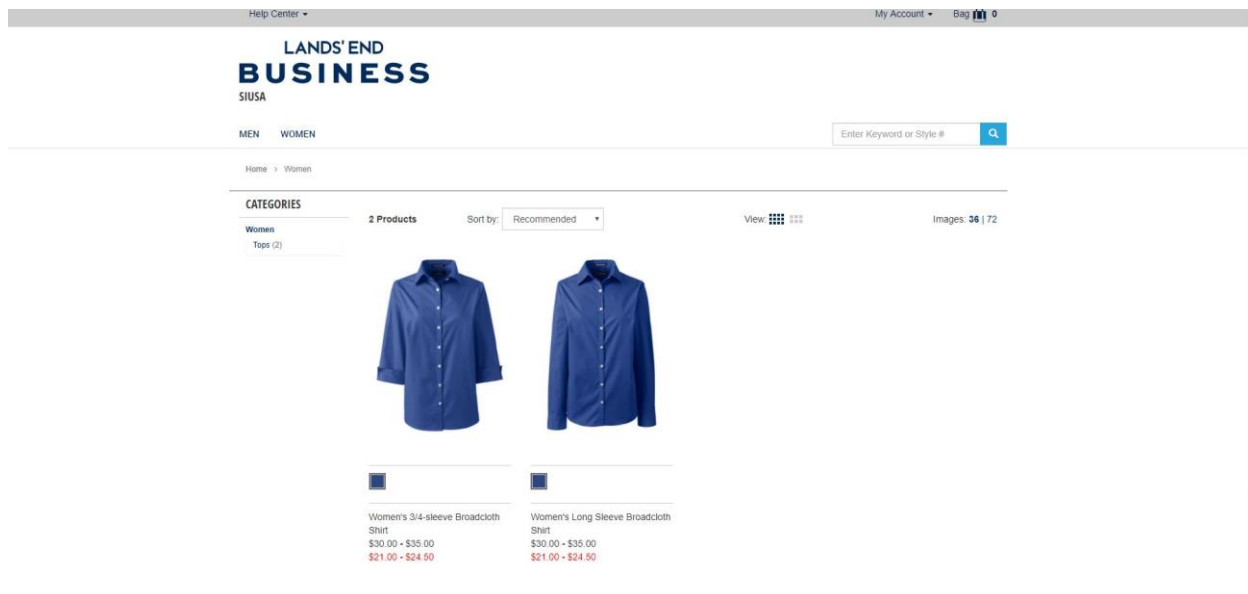 Help Center
My Account
Bag 0
LANDS' END
BUSINESS
SIUSA
MEN WOMEN
Enter Keyword or Style #
Home > Women
CATEGORIES
Women
Tops (2)
2 Products
Sort by: Recommended
View:
Images: 36 | 72
Women's 3/4-sleeve Broadcloth
Shirt
$30.00 - $35.00
$21.00 - $24.50
Women's Long Sleeve Broadcloth
Shirt
$30.00 - $35.00
$21.00 - $24.50